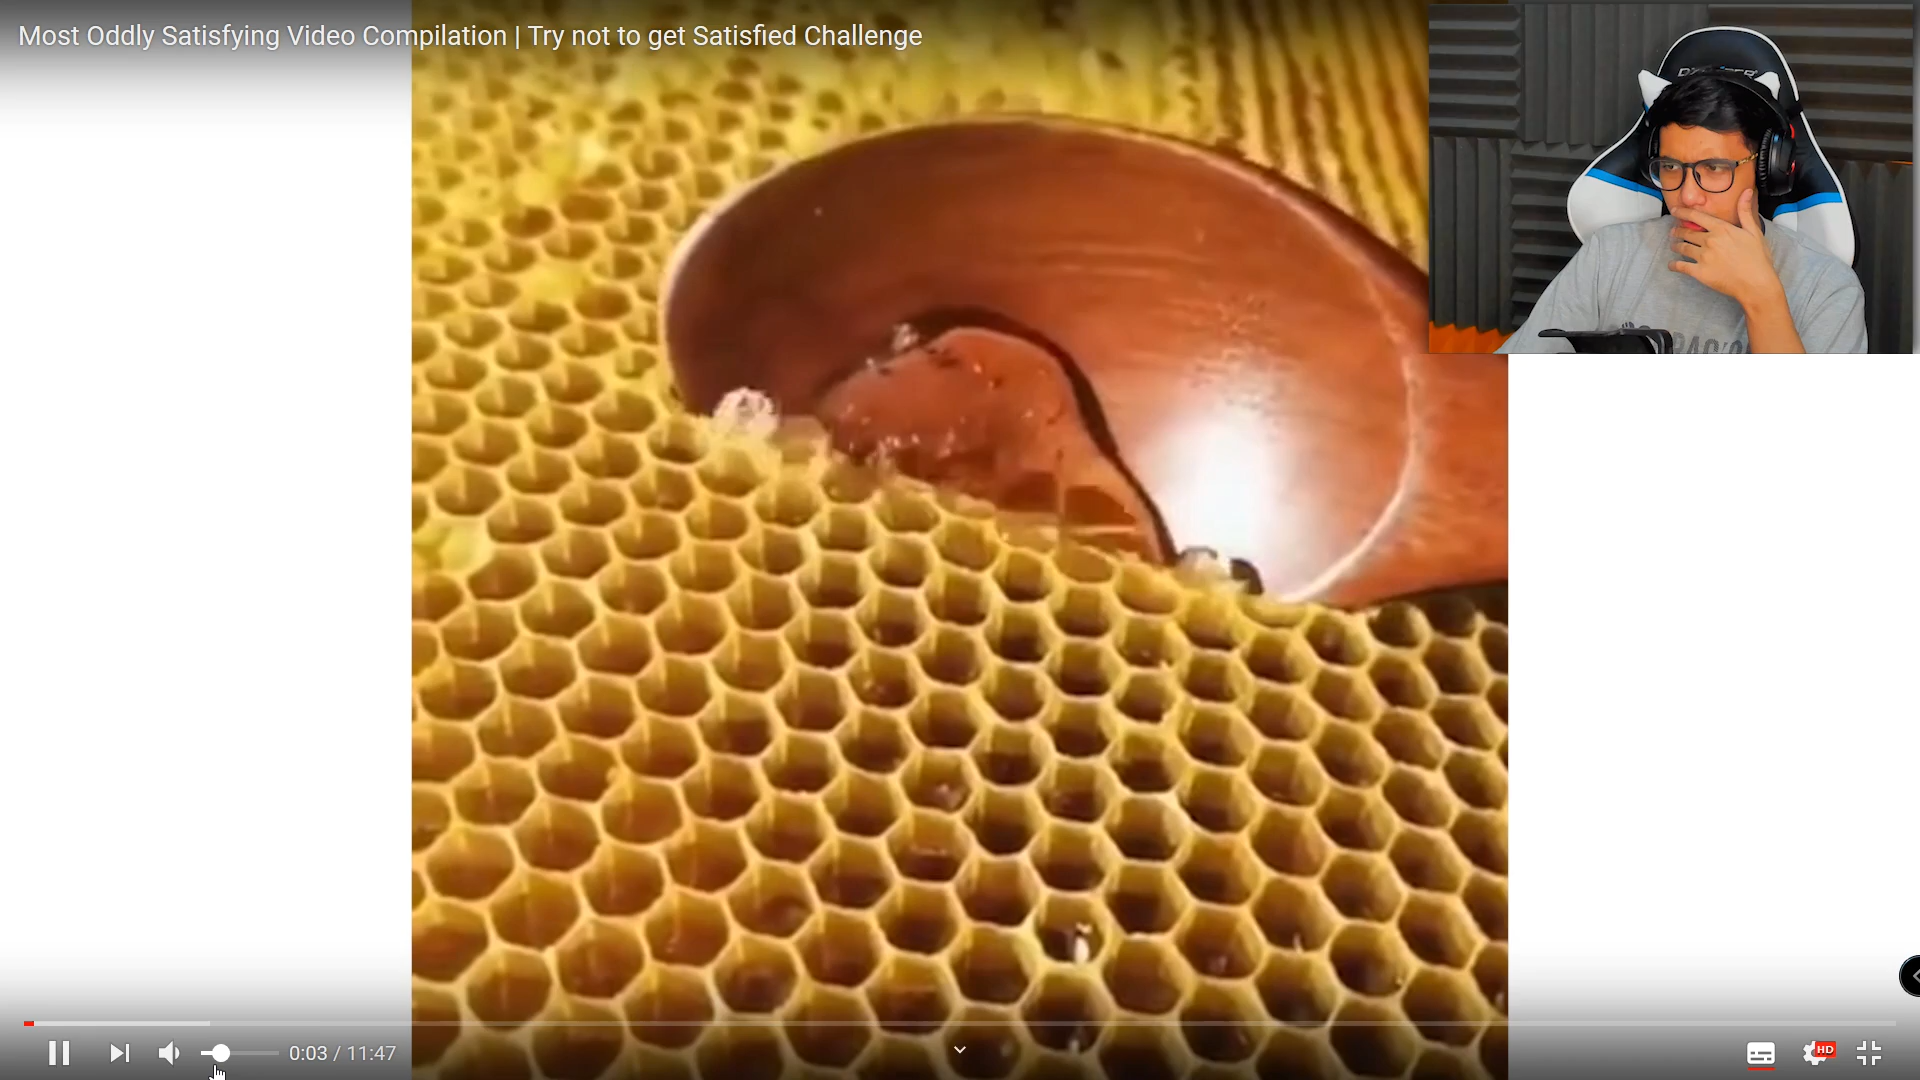 Most Oddly Satisfying Video Compilation | Try not to get Satisfied Challenge
0:03 / 11:47
HD